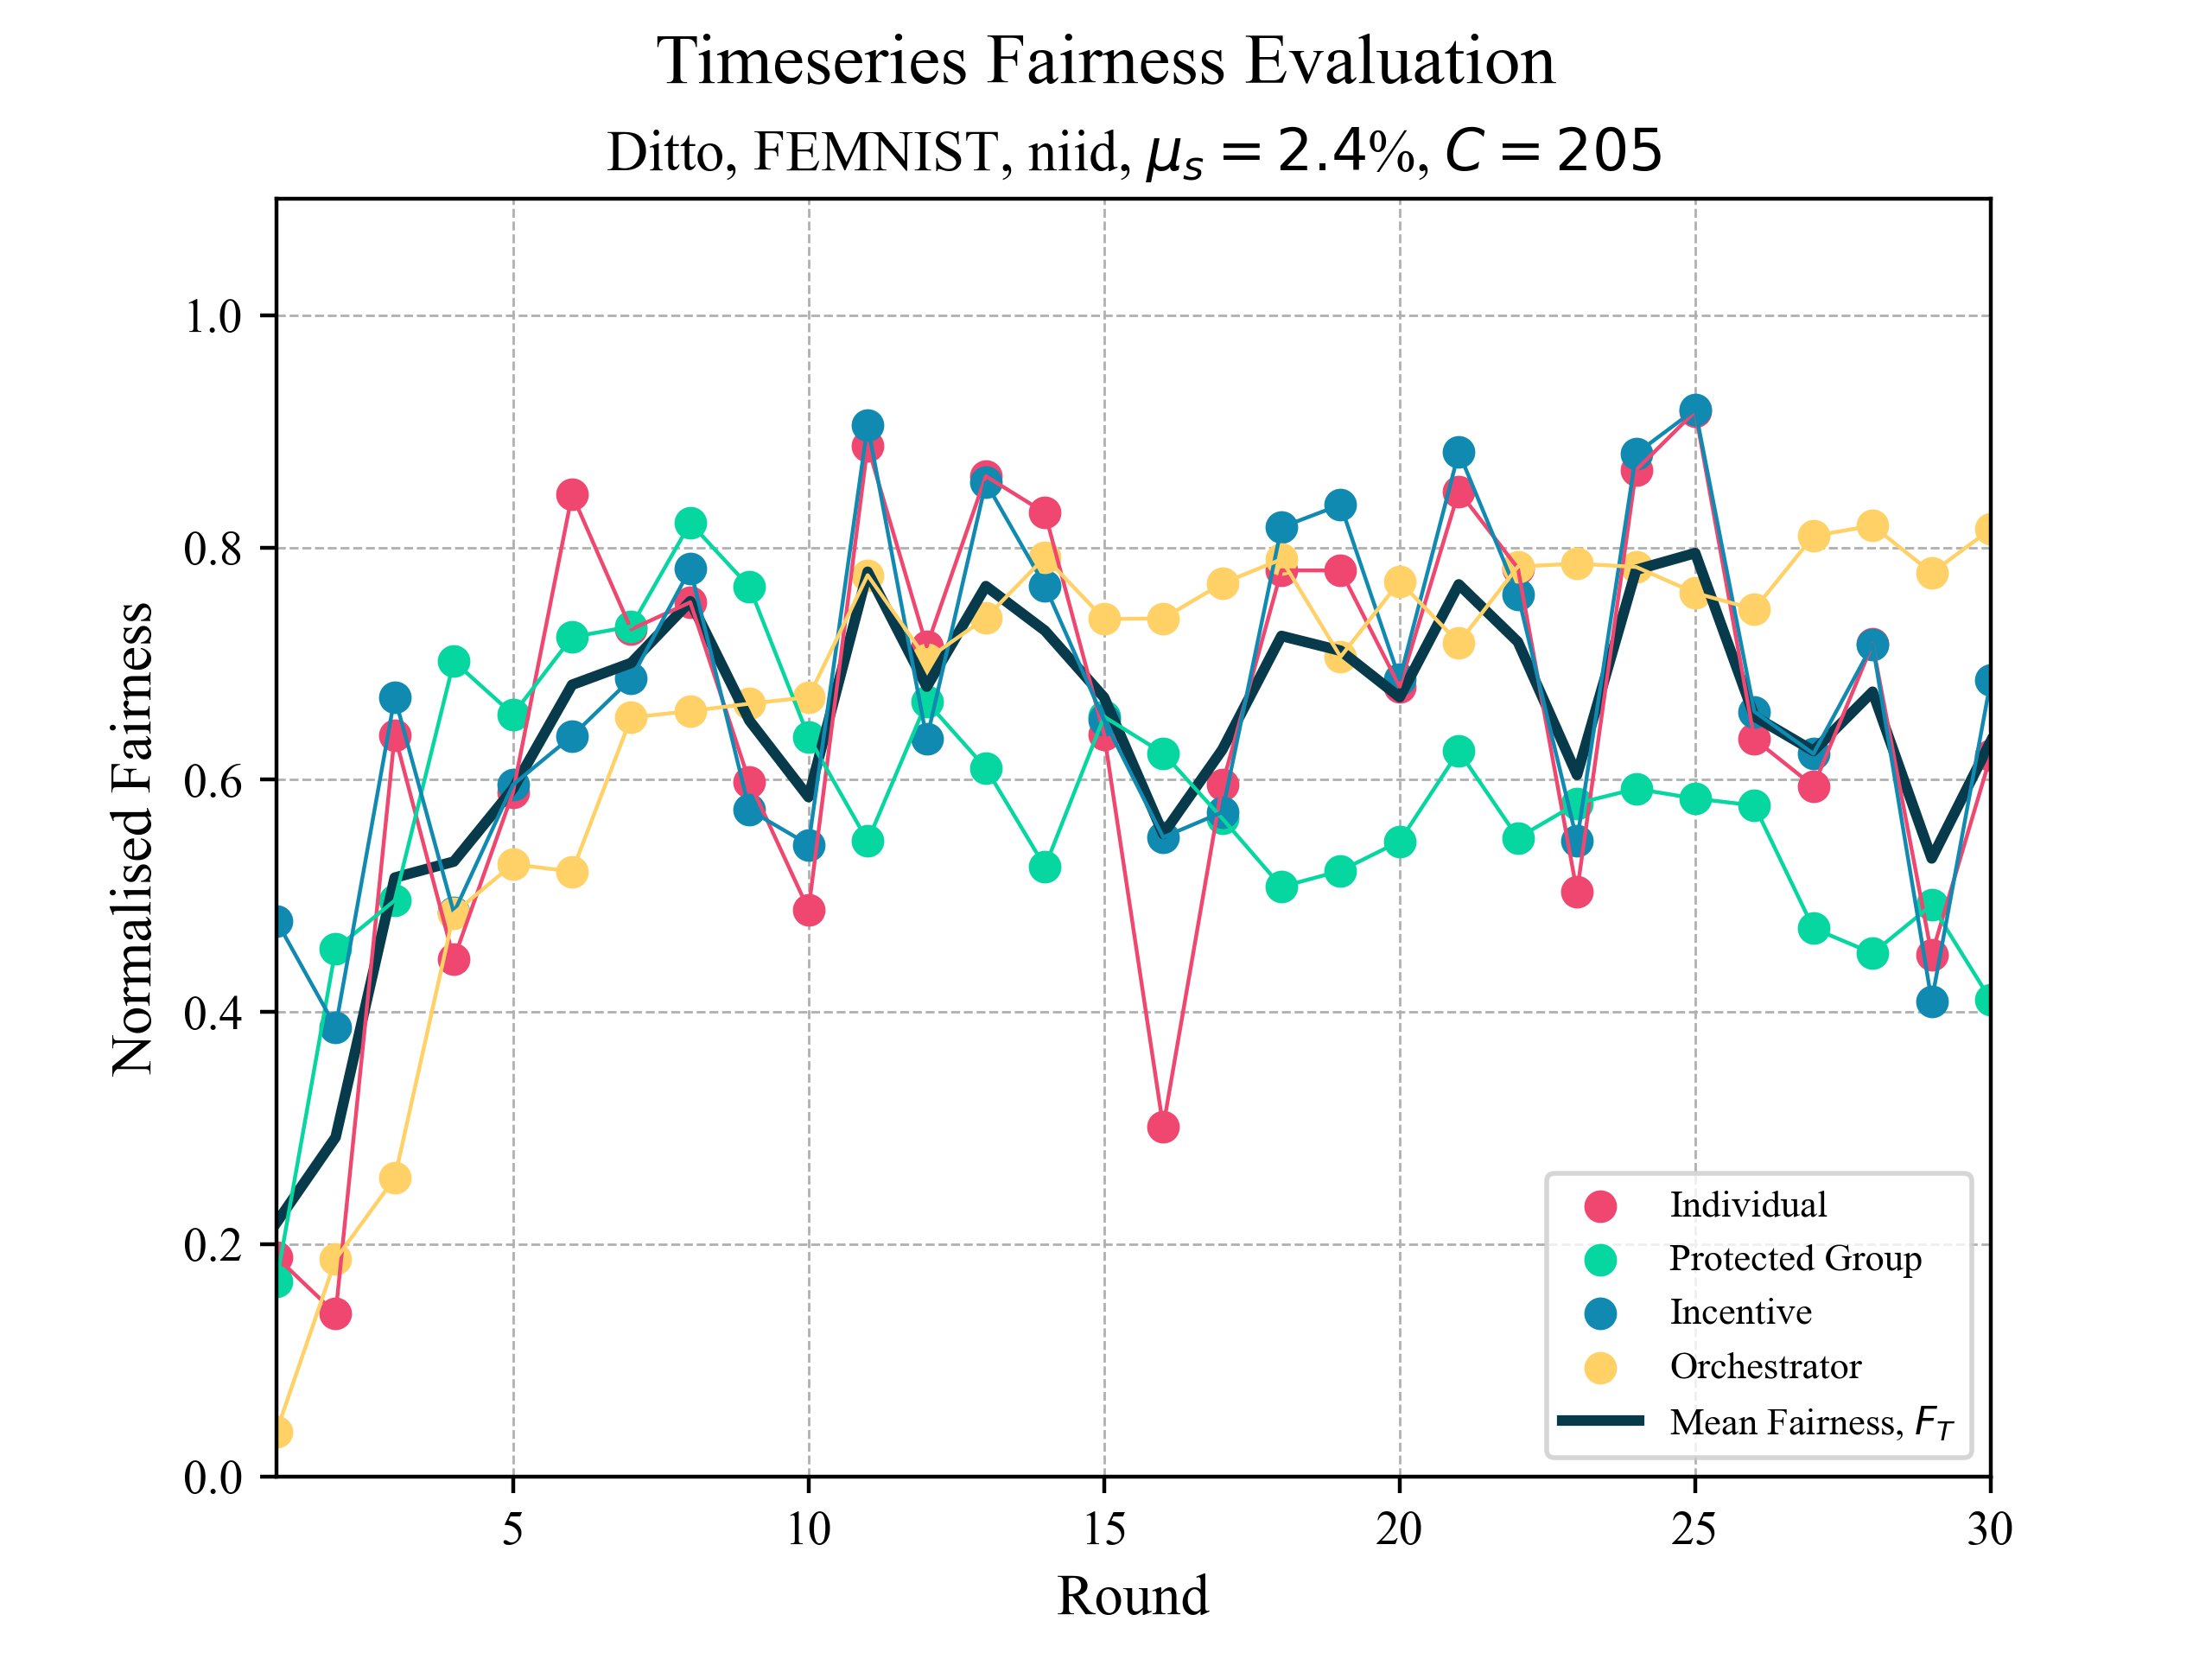 Timeseries Fairness Evaluation
Ditto, FEMNIST, niid, μₛ = 2.4%, C = 205
Normalised Fairness
1.0
0.8
0.6
0.4
0.2
0.0
5 10 15 20 25 30
Round
Individual
Protected Group
Incentive
Orchestrator
Mean Fairness, F_T